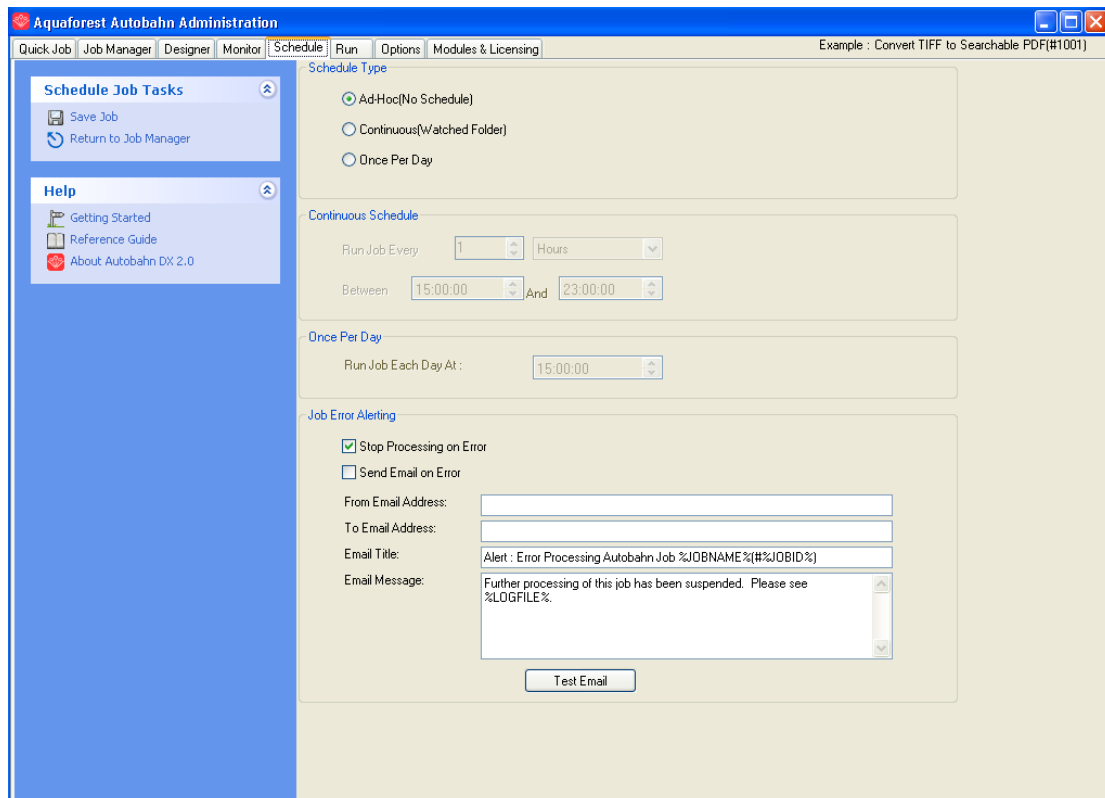 Aquaforest Autobahn Administration
Quick Job Job Manager Designer Monitor Schedule Run Options Modules & Licensing
Example : Convert TIFF to Searchable PDF(#1001)
Schedule Job Tasks
Save Job
Return to Job Manager
Help
Getting Started
Reference Guide
About Autobahn DX 2.0
Schedule Type
Ad-Hoc(No Schedule)
Continuous(Watched Folder)
Once Per Day
Continuous Schedule
Run Job Every 1 Hours
Between 15:00:00 And 23:00:00
Once Per Day
Run Job Each Day At : 15:00:00
Job Error Alerting
Stop Processing on Error
Send Email on Error
From Email Address:
To Email Address:
Email Title: Alert : Error Processing Autobahn Job %JOBNAME%(#%JOBID%)
Email Message: Further processing of this job has been suspended. Please see
%LOGFILE%.
Test Email